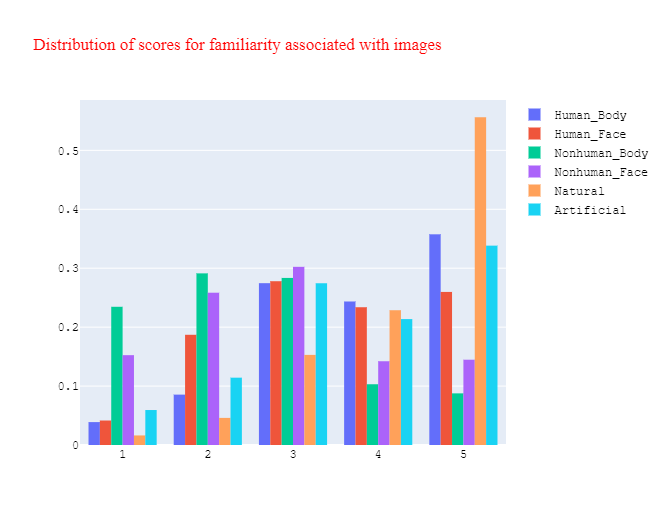 Distribution of scores for familiarity associated with images
Human_Body
Human_Face
Nonhuman_Body
Nonhuman_Face
Natural
Artificial
0.5
0.4
0.3
0.2
0.1
0
1 2 3 4 5